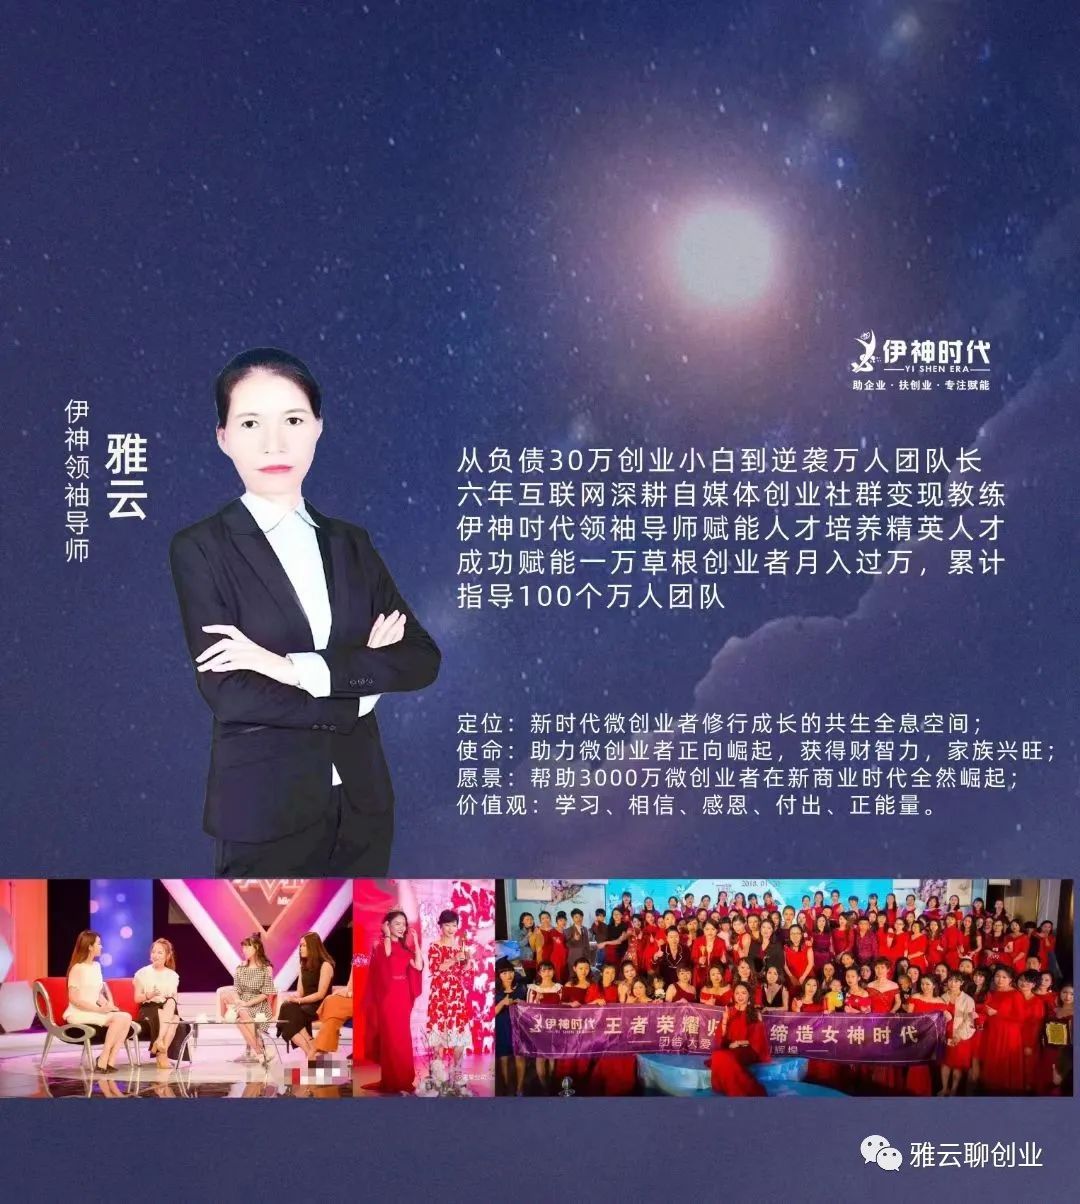 伊神时代
YI SHEN ERA
助企业·扶创业·专注赋能
伊神领袖导师
雅云
从负债30万创业小白到逆袭万人团队长
六年互联网深耕自媒体创业社群变现教练
伊神时代领袖导师赋能人才培养精英人才
成功赋能一万草根创业者月入过万，累计
指导100个万人团队
定位：新时代微创业者修行成长的共生全息空间；
使命：助力微创业者正向崛起，获得财智力，家族兴旺；
愿景：帮助3000万微创业者在新商业时代全然崛起；
价值观：学习、相信、感恩、付出、正能量。
伊神时代 王者荣耀 缔造女神时代
团结 大爱 辉煌
雅云聊创业